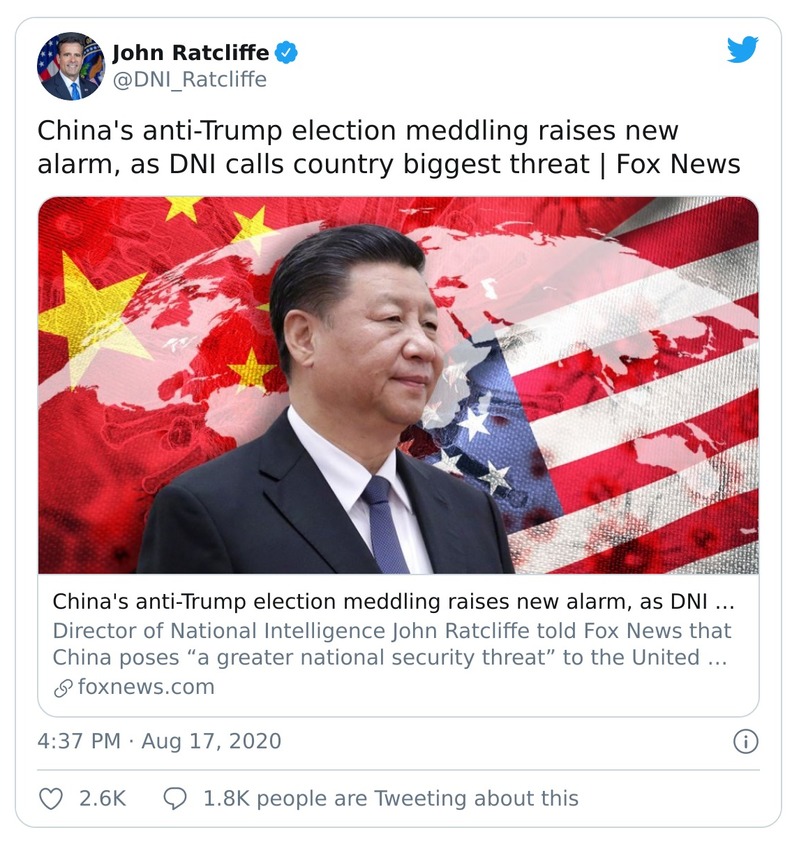 John Ratcliffe
@DNI_Ratcliffe
China's anti-Trump election meddling raises new
alarm, as DNI calls country biggest threat | Fox News
China's anti-Trump election meddling raises new alarm, as DNI ...
Director of National Intelligence John Ratcliffe told Fox News that
China poses “a greater national security threat” to the United ...
foxnews.com
4:37 PM · Aug 17, 2020
2.6K 1.8K people are Tweeting about this